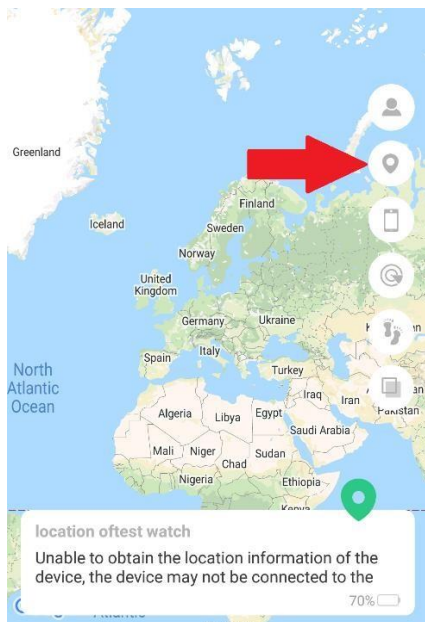 Greenland
Iceland
Finland
Sweden
Norway
United
Kingdom
Germany
Ukraine
Spain
Italy
Turkey
North
Atlantic
Ocean
Iraq
Iran
Algeria
Libya
Egypt
Saudi Arabia
Mali
Niger
Chad
Sudan
Nigeria
Ethiopia
Kenya
location oftest watch
Unable to obtain the location information of the
device, the device may not be connected to the
70%